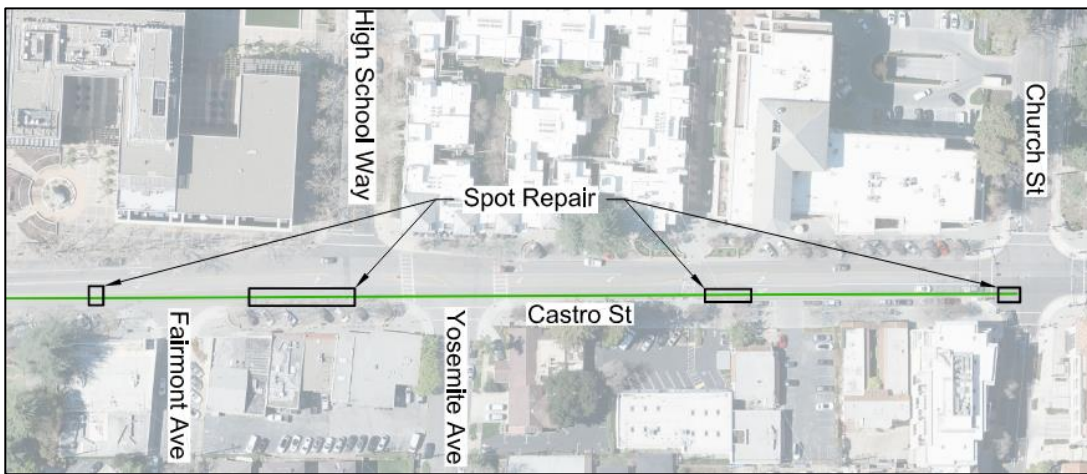 High School Way
Church St
Spot Repair
Castro St
Fairmont Ave
Yosemite Ave